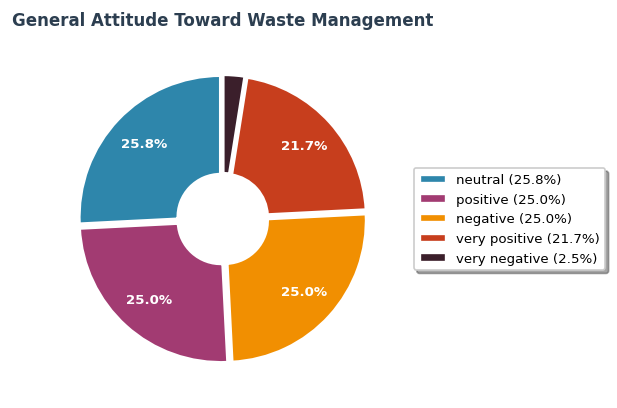 General Attitude Toward Waste Management
25.8%
21.7%
25.0%
25.0%
neutral (25.8%)
positive (25.0%)
negative (25.0%)
very positive (21.7%)
very negative (2.5%)